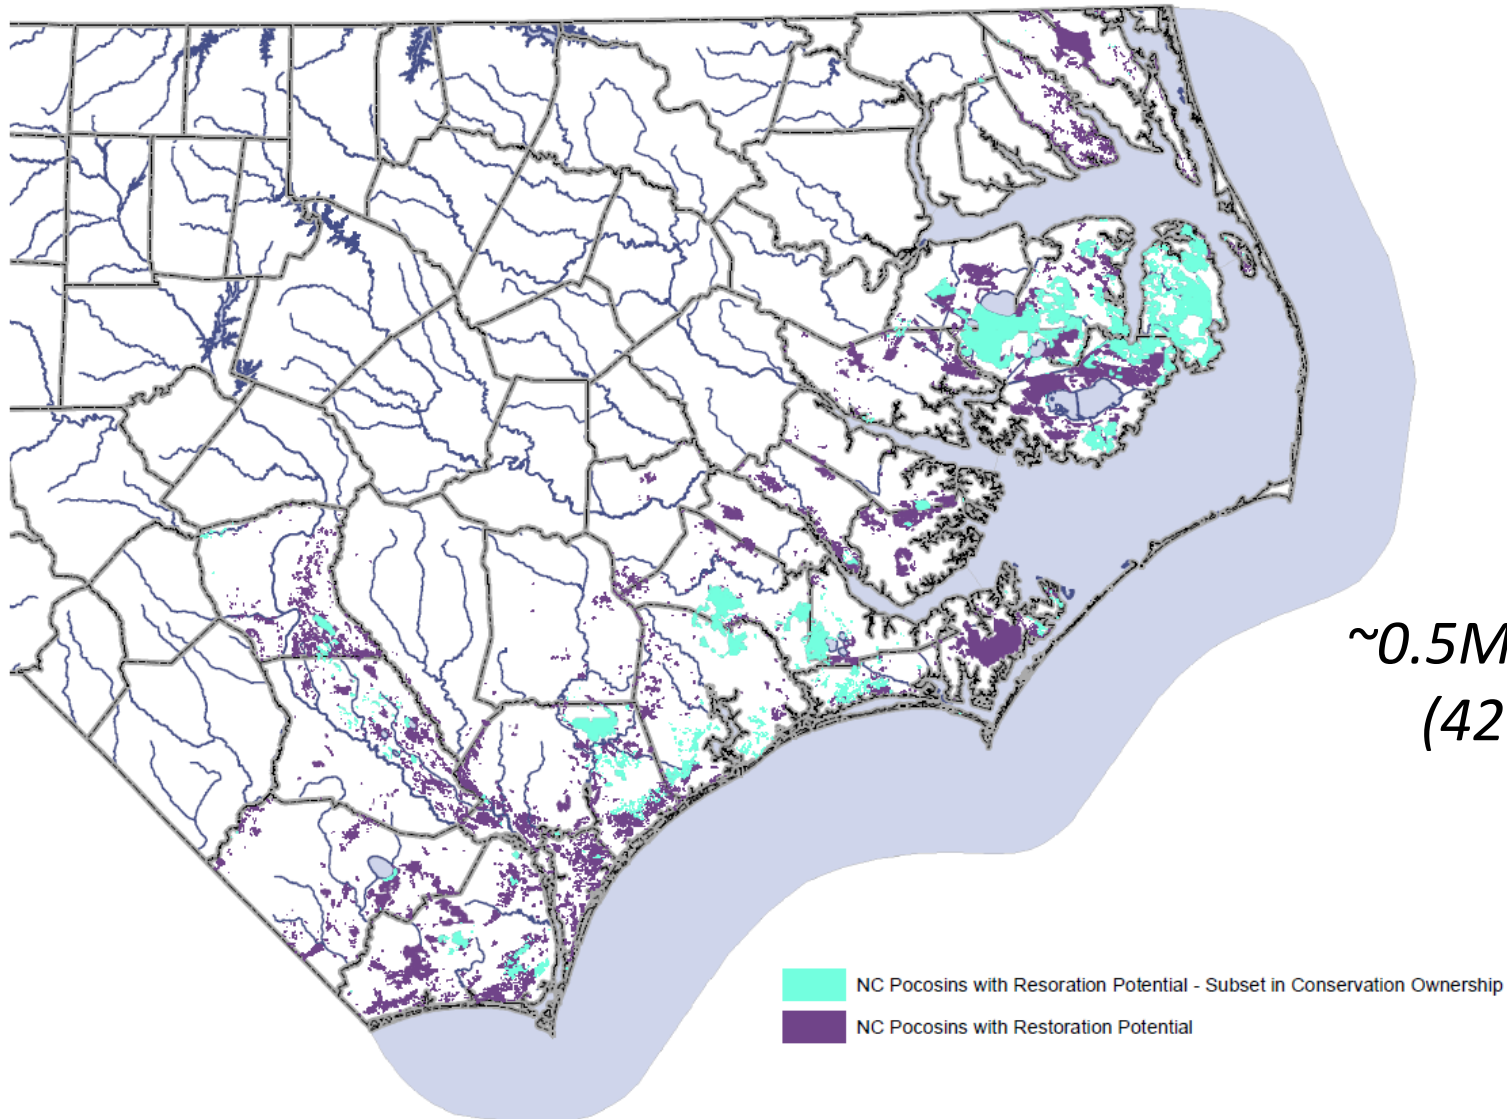 ~0.5M
(42
NC Pocosins with Resoration Potential - Subset in Conservation Ownership
NC Pocosins with Restoration Potential